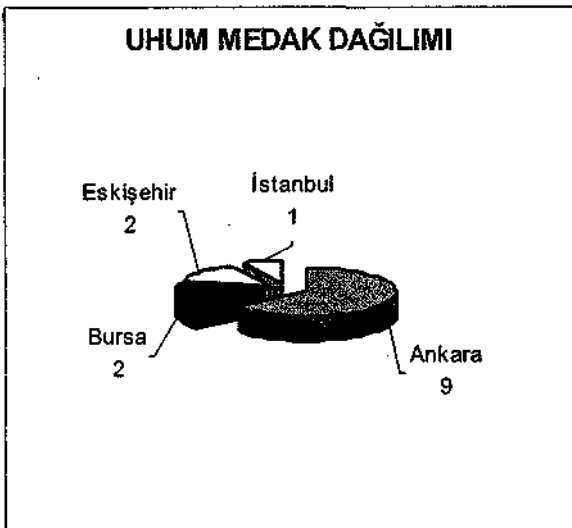 UHUM MEDAK DAĞILIMI
Eskişehir
2
İstanbul
1
Bursa
2
Ankara
9